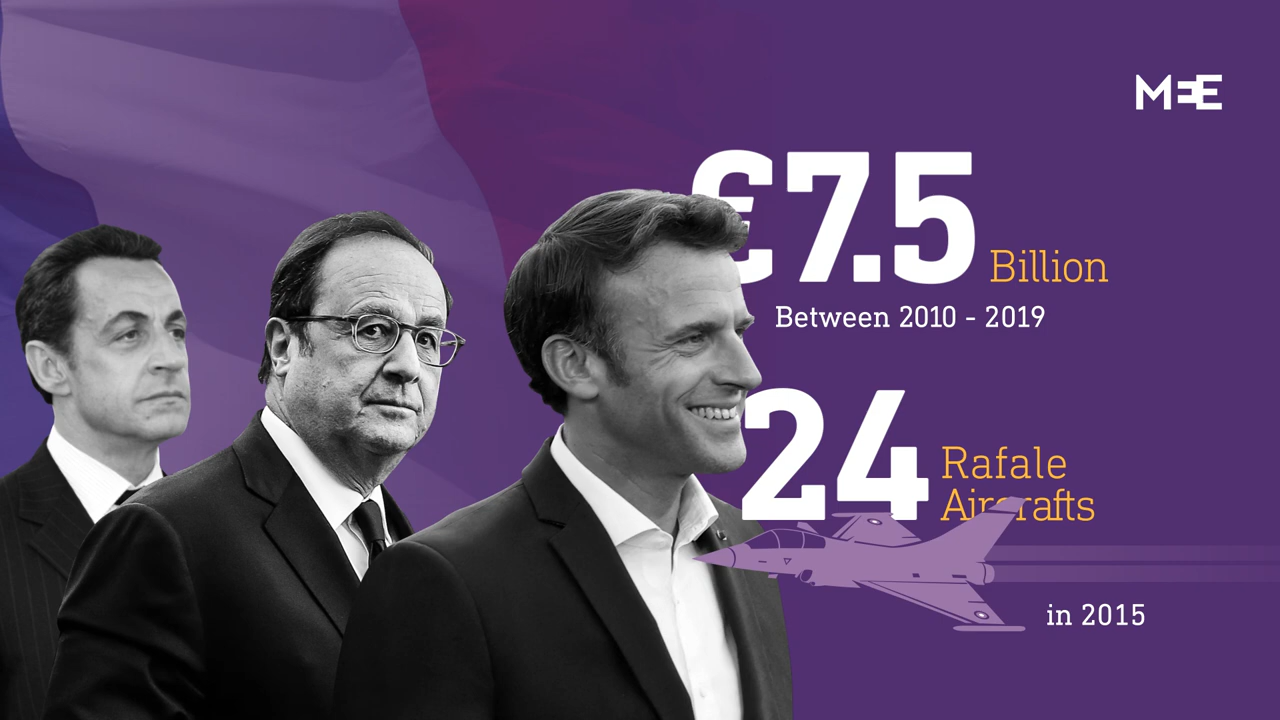 MEE
€7.5
Billion
Between 2010 - 2019
24
Rafale
Aircrafts
in 2015